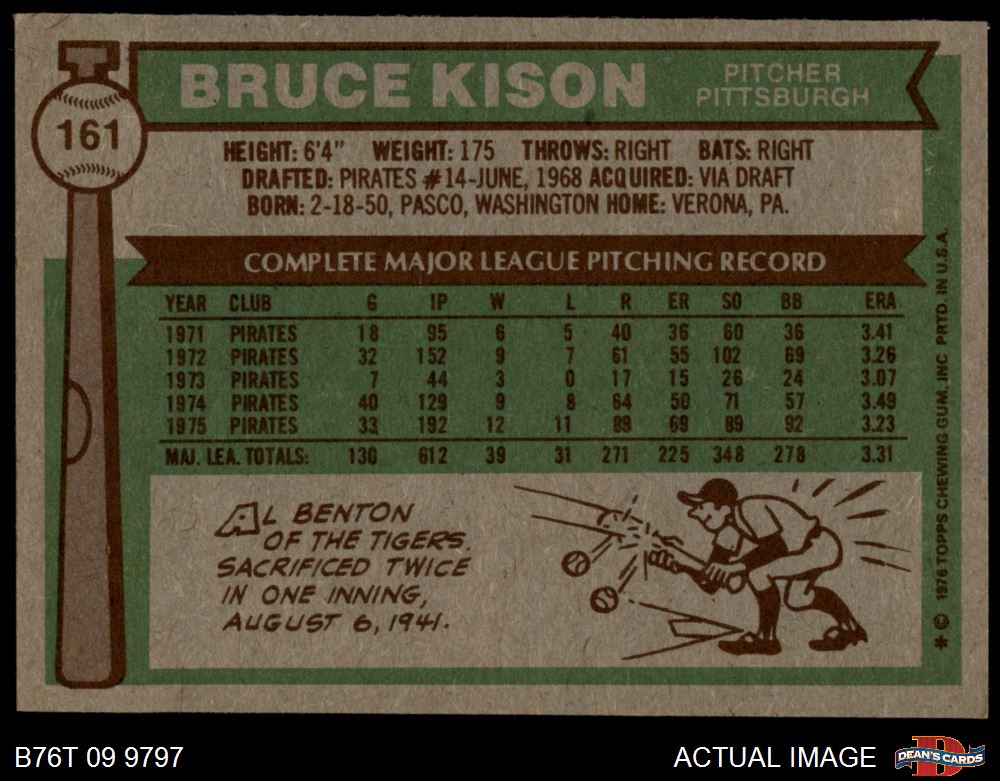 161
BRUCE KISON
PITCHER
PITTSBURGH
HEIGHT: 6'4" WEIGHT: 175 THROWS: RIGHT BATS: RIGHT
DRAFTED: PIRATES #14-JUNE, 1968 ACQUIRED: VIA DRAFT
BORN: 2-18-50, PASCO, WASHINGTON HOME: VERONA, PA.
COMPLETE MAJOR LEAGUE PITCHING RECORD
YEAR CLUB G IP W L R ER SO BB ERA
1971 PIRATES 18 95 6 5 40 36 60 36 3.41
1972 PIRATES 32 152 9 7 61 55 102 69 3.26
1973 PIRATES 7 44 3 0 17 15 26 24 3.07
1974 PIRATES 40 129 9 8 64 50 71 57 3.49
1975 PIRATES 33 192 12 11 89 69 89 92 3.23
MAJ. LEA. TOTALS: 130 612 39 31 271 225 348 278 3.31
AL BENTON
OF THE TIGERS
SACRIFICED TWICE
IN ONE INNING,
AUGUST 6, 1941.
* © 1976 TOPPS CHEWING GUM, INC. PRTD. IN U.S.A.
B76T 09 9797
ACTUAL IMAGE
D
DEAN'S CARDS